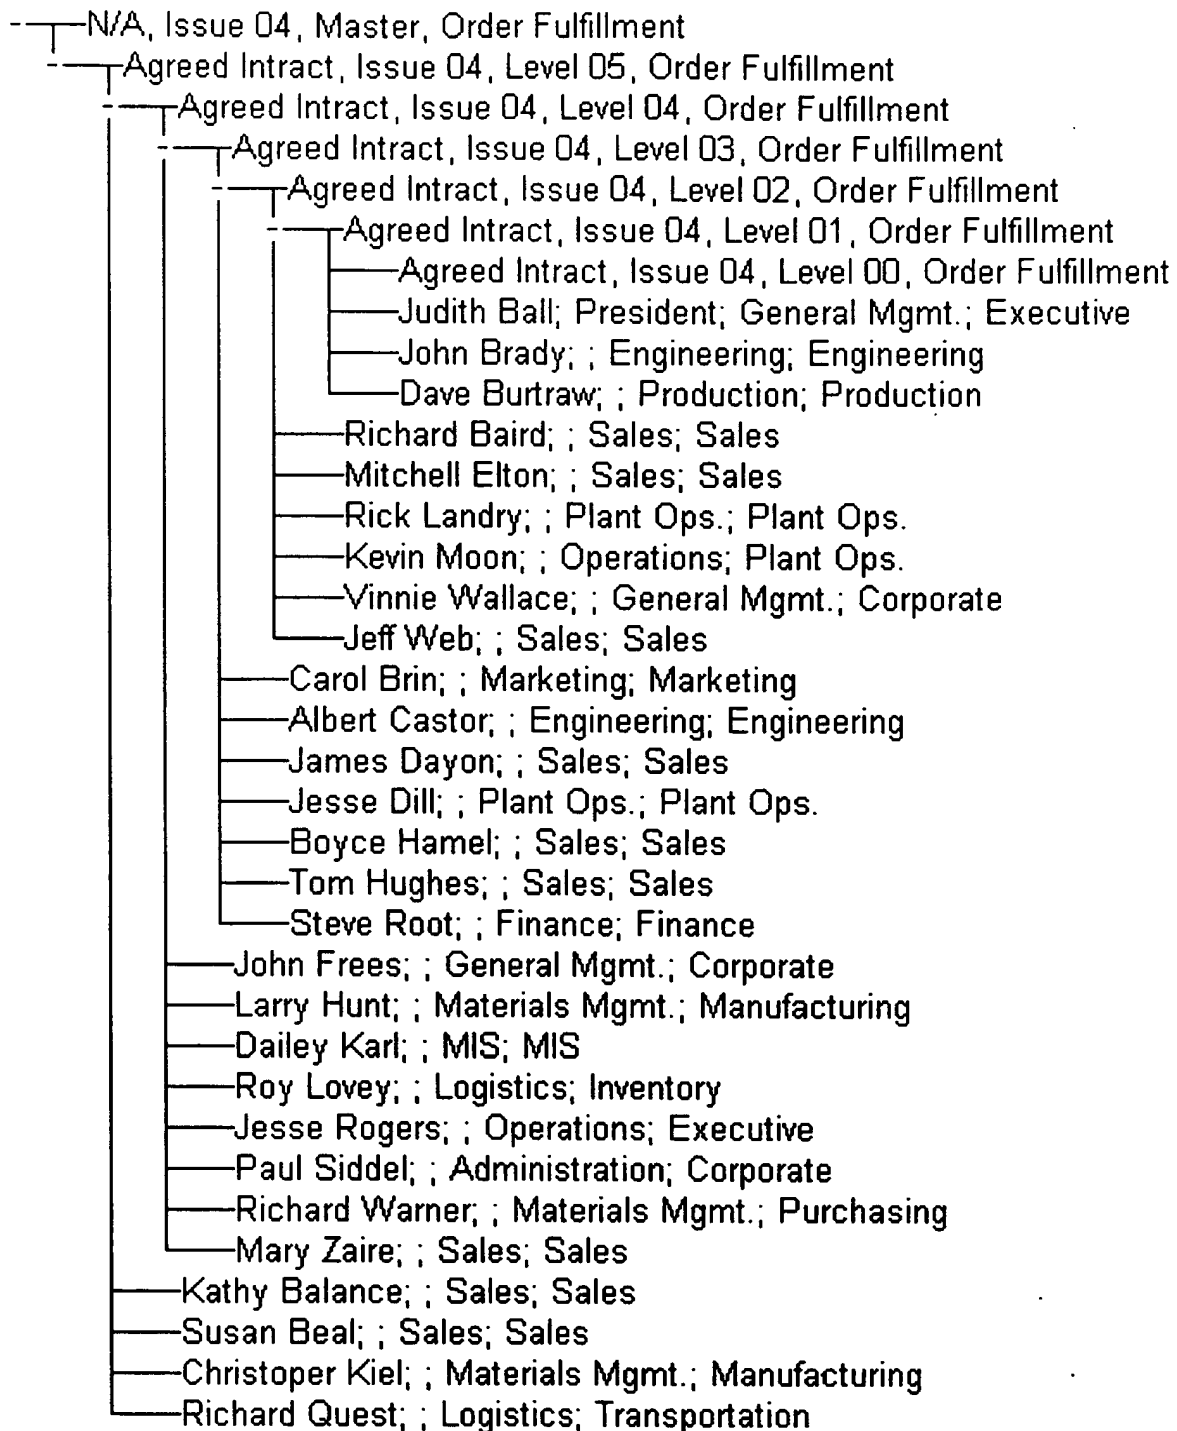 N/A, Issue 04, Master, Order Fulfillment
Agreed Intract, Issue 04, Level 05, Order Fulfillment
Agreed Intract, Issue 04, Level 04, Order Fulfillment
Agreed Intract, Issue 04, Level 03, Order Fulfillment
Agreed Intract, Issue 04, Level 02, Order Fulfillment
Agreed Intract, Issue 04, Level 01, Order Fulfillment
Agreed Intract, Issue 04, Level 00, Order Fulfillment
Judith Ball; President; General Mgmt.; Executive
John Brady; ; Engineering; Engineering
Dave Burtraw; ; Production; Production
Richard Baird; ; Sales; Sales
Mitchell Elton; ; Sales; Sales
Rick Landry; ; Plant Ops.; Plant Ops.
Kevin Moon; ; Operations; Plant Ops.
Vinnie Wallace; ; General Mgmt.; Corporate
Jeff Web; ; Sales; Sales
Carol Brin; ; Marketing; Marketing
Albert Castor; ; Engineering; Engineering
James Dayon; ; Sales; Sales
Jesse Dill; ; Plant Ops.; Plant Ops.
Boyce Hamel; ; Sales; Sales
Tom Hughes; ; Sales; Sales
Steve Root; ; Finance; Finance
John Frees; ; General Mgmt.; Corporate
Larry Hunt; ; Materials Mgmt.; Manufacturing
Dailey Karl; ; MIS; MIS
Roy Lovey; ; Logistics; Inventory
Jesse Rogers; ; Operations; Executive
Paul Siddel; ; Administration; Corporate
Richard Warner; ; Materials Mgmt.; Purchasing
Mary Zaire; ; Sales; Sales
Kathy Balance; ; Sales; Sales
Susan Beal; ; Sales; Sales
Christoper Kiel; ; Materials Mgmt.; Manufacturing
Richard Quest; ; Logistics; Transportation